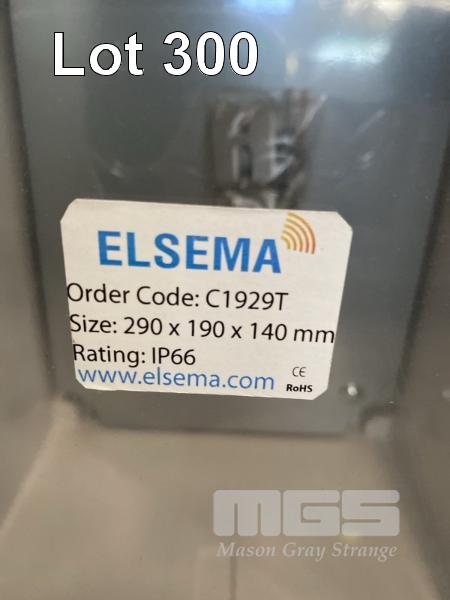 Lot 300
ELSEMA
Order Code: C1929T
Size: 290 x 190 x 140 mm
Rating: IP66
CE
www.elsema.com
RoHS
MGS
Mason Gray Strange